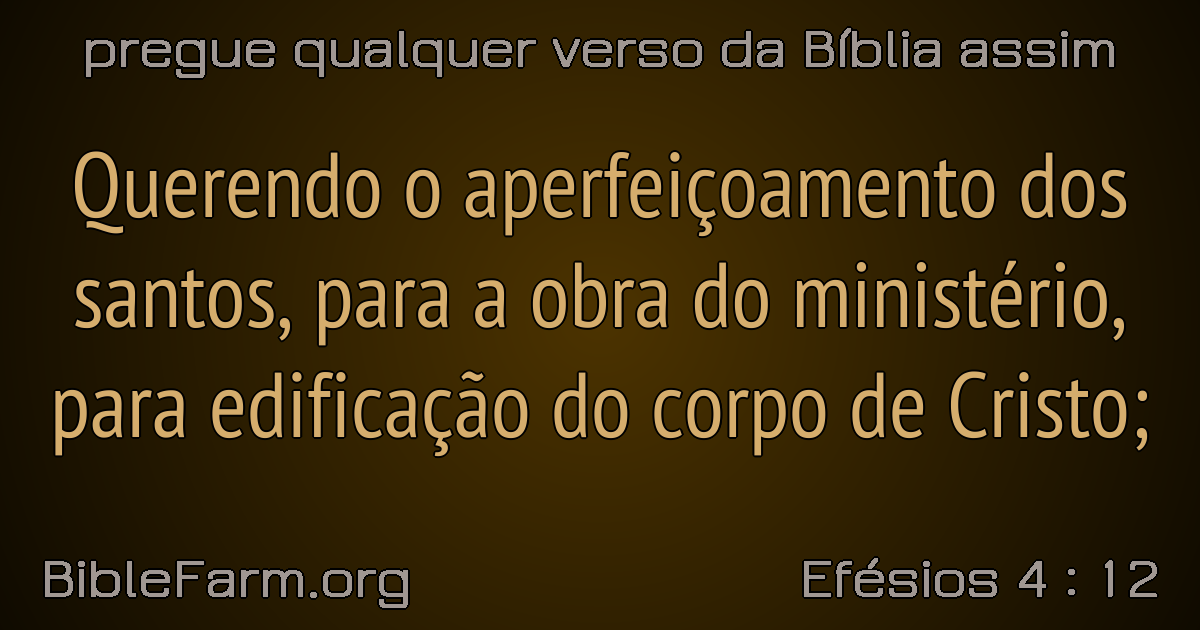 pregue qualquer verso da Bíblia assim
Querendo o aperfeiçoamento dos
santos, para a obra do ministério,
para edificação do corpo de Cristo;
BibleFarm.org
Efésios 4 : 12